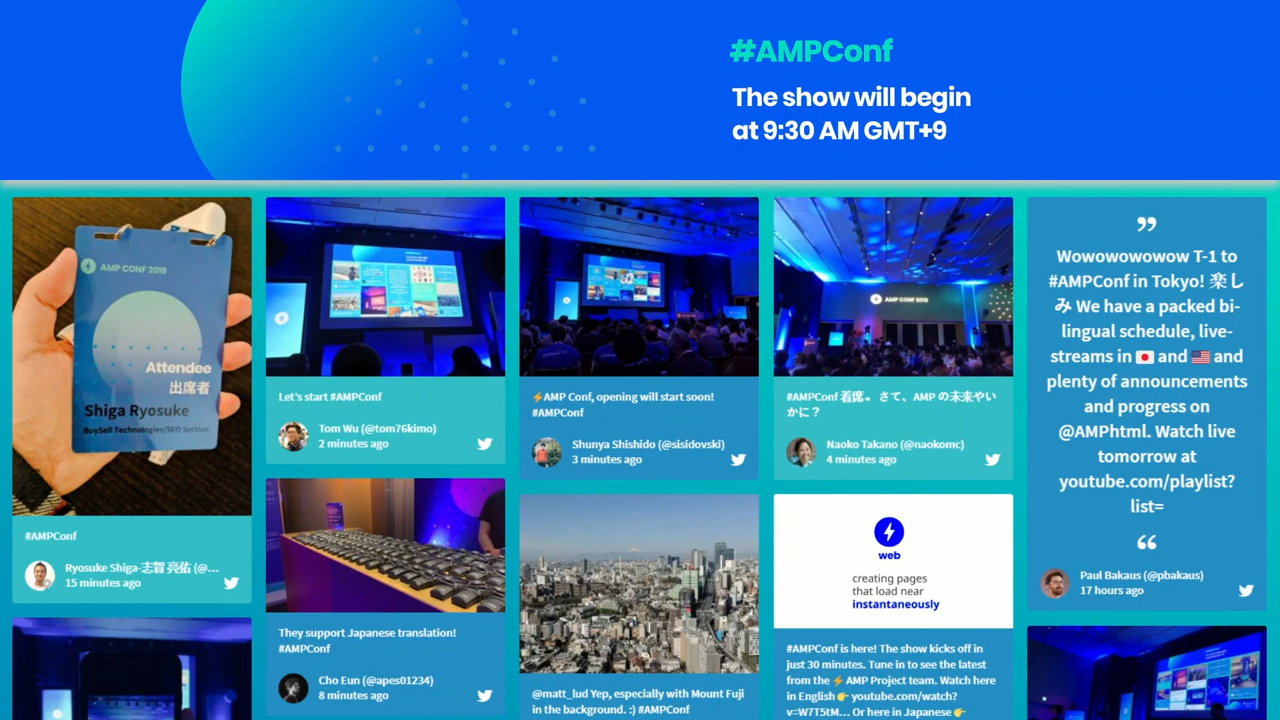 #AMPConf
The show will begin
at 9:30 AM GMT+9
AMP CONF 2019
Attendee
出席者
Shiga Ryosuke
BuySell Technologies/SEO Section
#AMPConf
Ryosuke Shiga-志賀 亮佑 (@...
15 minutes ago
Let's start #AMPConf
Tom Wu (@tom76kimo)
2 minutes ago
They support Japanese translation!
#AMPConf
Cho Eun (@apes01234)
8 minutes ago
⚡AMP Conf, opening will start soon!
#AMPConf
Shunya Shishido (@sisidovski)
3 minutes ago
@matt_lud Yep, especially with Mount Fuji
in the background. :) #AMPConf
AMP CONF 2019
#AMPConf 着席。さて、AMP の未来やい
かに？
Naoko Takano (@naokomc)
4 minutes ago
web
creating pages
that load near
instantaneously
#AMPConf is here! The show kicks off in
just 30 minutes. Tune in to see the latest
from the ⚡ AMP Project team. Watch here
in English 👉 youtube.com/watch?
v=W7T5tM... Or here in Japanese 👉
”
Wowowowowow T-1 to
#AMPConf in Tokyo! 楽し
み We have a packed bi-
lingual schedule, live-
streams in 🇯🇵 and 🇺🇸 and
plenty of announcements
and progress on
@AMPhtml. Watch live
tomorrow at
youtube.com/playlist?
list=
“
Paul Bakaus (@pbakaus)
17 hours ago